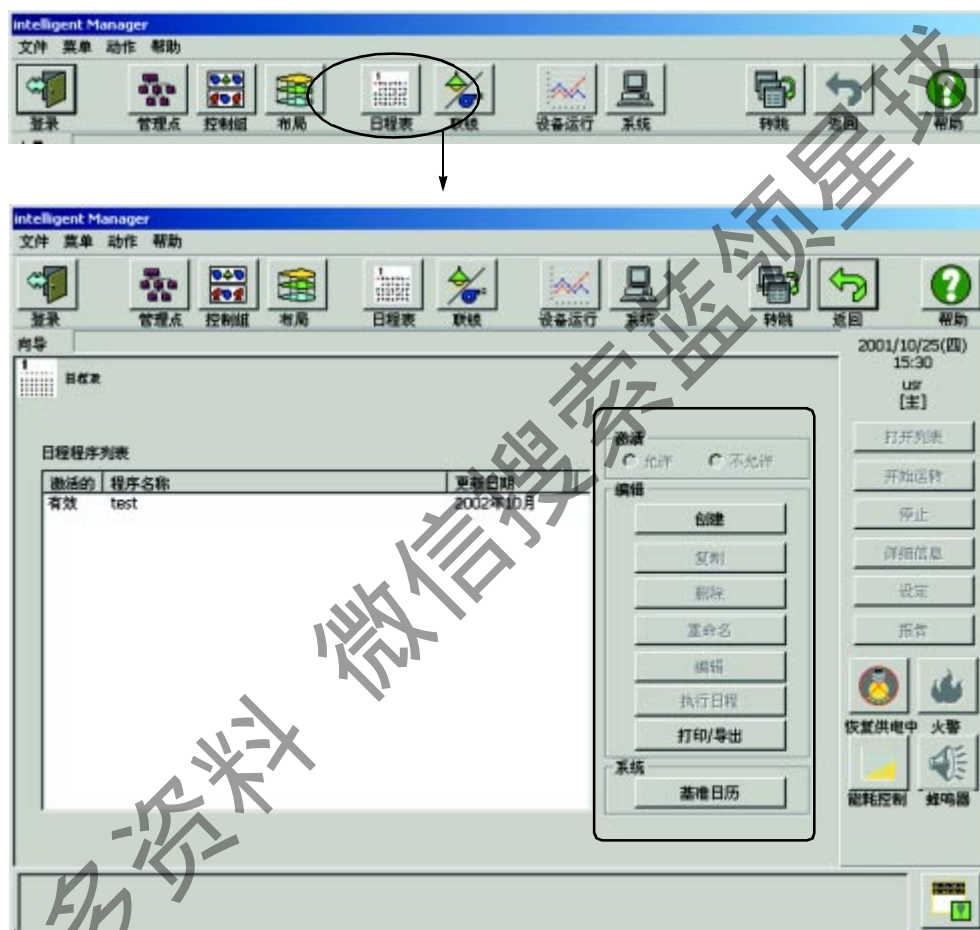 intelligent Manager
文件 菜单 动作 帮助
登录 管理点 控制组 布局 日程表 联锁 设备运行 系统 转跳 返回 帮助
intelligent Manager
文件 菜单 动作 帮助
登录 管理点 控制组 布局 日程表 联锁 设备运行 系统 转跳 返回 帮助
向导
2001/10/25(四)
15:30
usr
[主]
日程表
日程程序列表
激活的 程序名称 更新日期
有效 test 2002年10月
激活
允许 不允许
编辑
创建
复制
删除
重命名
编辑
执行日程
打印/导出
系统
基准日历
打开列表
开始运转
停止
详细信息
设定
报告
恢复供电中 火警
能耗控制 蜂鸣器
多资料 微信搜索蓝领星球